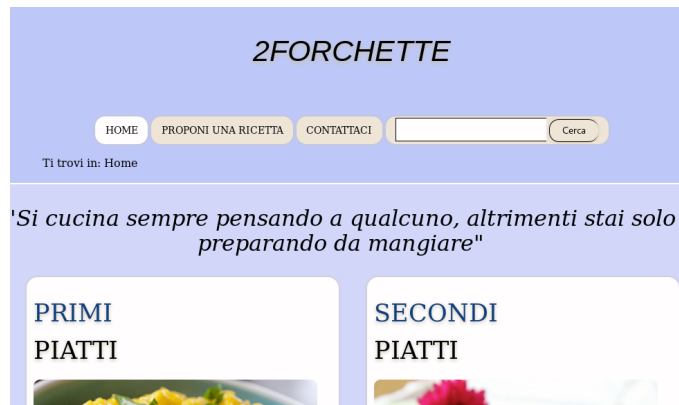 2FORCHETTE
HOME PROPONI UNA RICETTA CONTATTACI Cerca
Ti trovi in: Home
"Si cucina sempre pensando a qualcuno, altrimenti stai solo
preparando da mangiare"
PRIMI
PIATTI
SECONDI
PIATTI